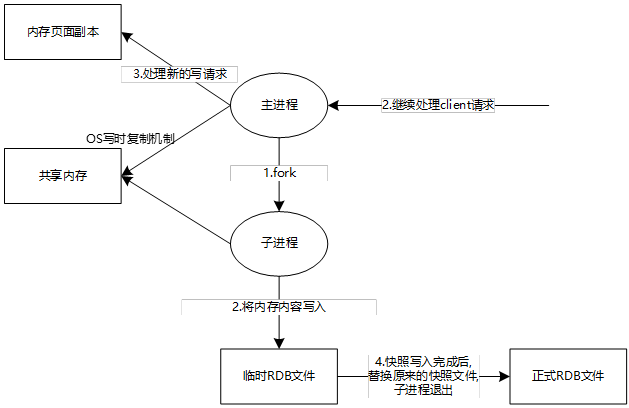 内存页面副本
3.处理新的写请求
主进程
2.继续处理client请求
OS写时复制机制
共享内存
1.fork
子进程
2.将内存内容写入
临时RDB文件
4.快照写入完成后,
替换原来的快照文件,
子进程退出
正式RDB文件